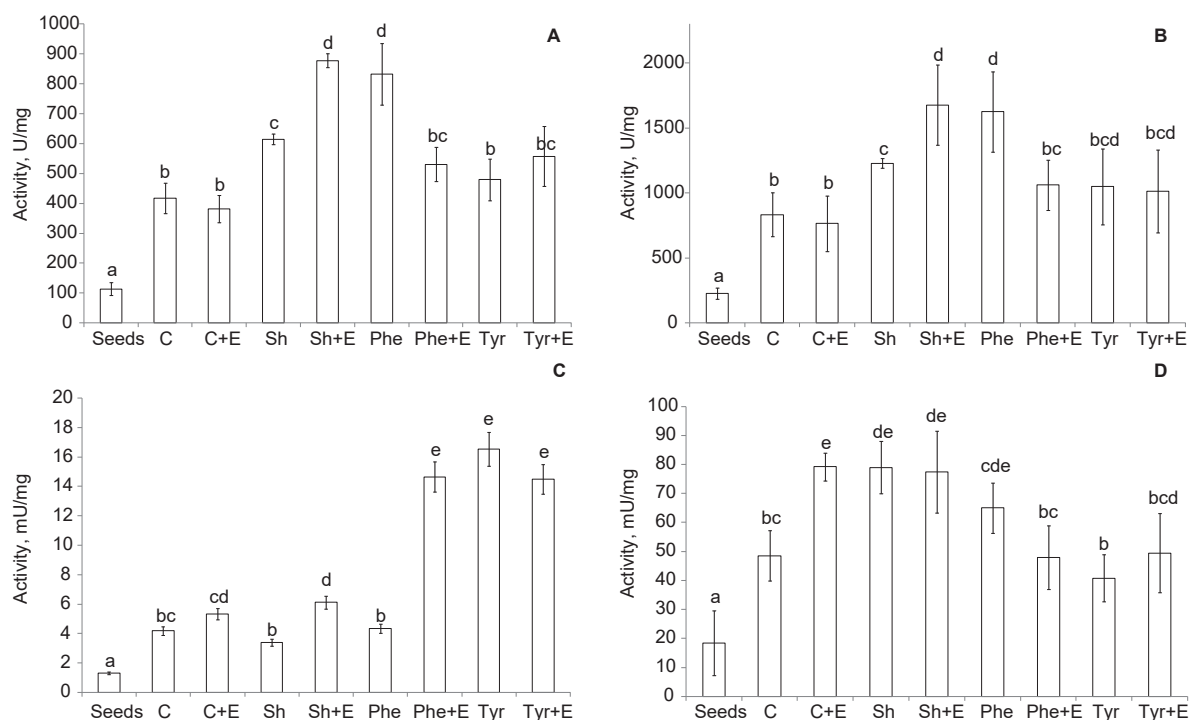 A
Activity, U/mg
1000
900
800
700
600
500
400
300
200
100
0
a
b
b
c
d
d
bc
b
bc
Seeds C C+E Sh Sh+E Phe Phe+E Tyr Tyr+E
B
Activity, U/mg
2000
1500
1000
500
0
a
b
b
c
d
d
bc
bcd
bcd
Seeds C C+E Sh Sh+E Phe Phe+E Tyr Tyr+E
C
Activity, mU/mg
20
18
16
14
12
10
8
6
4
2
0
a
bc
cd
b
d
b
e
e
e
Seeds C C+E Sh Sh+E Phe Phe+E Tyr Tyr+E
D
Activity, mU/mg
100
90
80
70
60
50
40
30
20
10
0
a
bc
e
de
de
cde
bc
b
bcd
Seeds C C+E Sh Sh+E Phe Phe+E Tyr Tyr+E